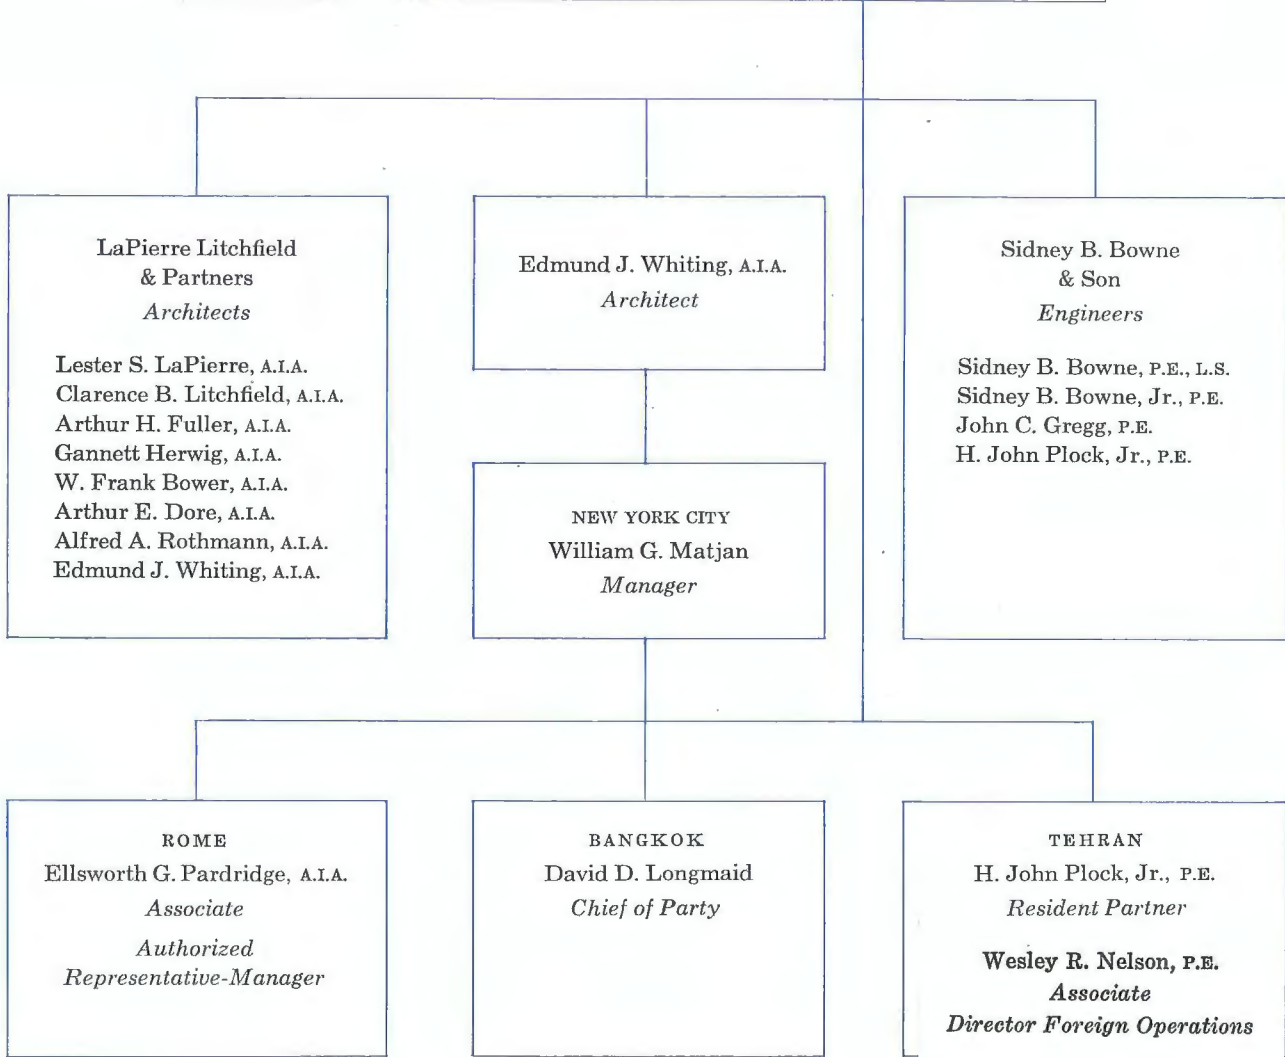 LaPierre Litchfield
& Partners
Architects
Lester S. LaPierre, A.I.A.
Clarence B. Litchfield, A.I.A.
Arthur H. Fuller, A.I.A.
Gannett Herwig, A.I.A.
W. Frank Bower, A.I.A.
Arthur E. Dore, A.I.A.
Alfred A. Rothmann, A.I.A.
Edmund J. Whiting, A.I.A.
Edmund J. Whiting, A.I.A.
Architect
Sidney B. Bowne
& Son
Engineers
Sidney B. Bowne, P.E., L.S.
Sidney B. Bowne, Jr., P.E.
John C. Gregg, P.E.
H. John Plock, Jr., P.E.
NEW YORK CITY
William G. Matjan
Manager
ROME
Ellsworth G. Pardridge, A.I.A.
Associate
Authorized
Representative-Manager
BANGKOK
David D. Longmaid
Chief of Party
TEHRAN
H. John Plock, Jr., P.E.
Resident Partner
Wesley R. Nelson, P.E.
Associate
Director Foreign Operations